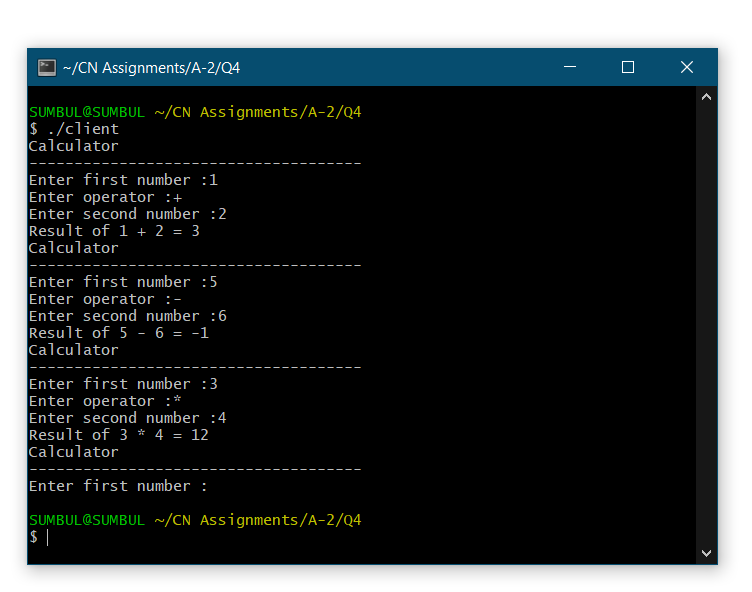 ~/CN Assignments/A-2/Q4
SUMBUL@SUMBUL ~/CN Assignments/A-2/Q4
$ ./client
Calculator
-------------------------------------
Enter first number :1
Enter operator :+
Enter second number :2
Result of 1 + 2 = 3
Calculator
-------------------------------------
Enter first number :5
Enter operator :-
Enter second number :6
Result of 5 - 6 = -1
Calculator
-------------------------------------
Enter first number :3
Enter operator :*
Enter second number :4
Result of 3 * 4 = 12
Calculator
-------------------------------------
Enter first number :
SUMBUL@SUMBUL ~/CN Assignments/A-2/Q4
$